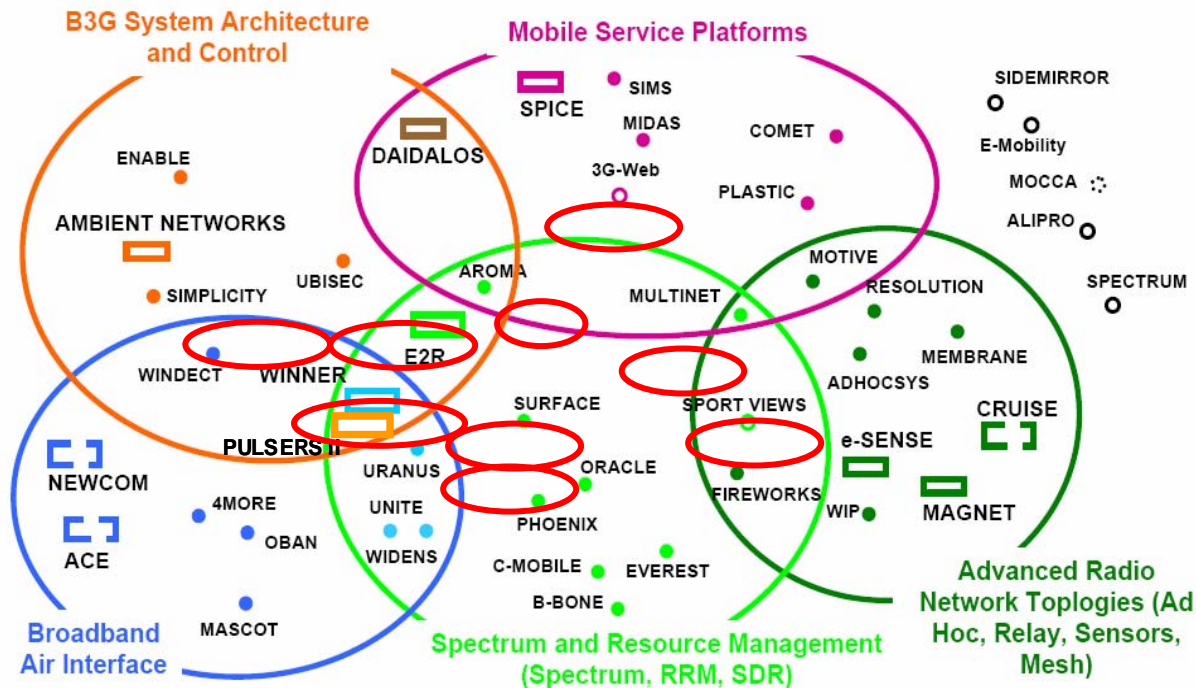 B3G System Architecture
and Control
Mobile Service Platforms
SIMS
SPICE
SIDEMIRROR
MIDAS
COMET
E-Mobility
DAIDALOS
ENABLE
3G-Web
MOCCA
PLASTIC
AMBIENT NETWORKS
ALIPRO
MOTIVE
AROMA
UBISEC
SIMPLICITY
MULTINET
RESOLUTION
SPECTRUM
E2R
MEMBRANE
WINDECT
WINNER
ADHOCSYS
SURFACE
SPORT VIEWS
CRUISE
PULSERS II
e-SENSE
NEWCOM
URANUS
ORACLE
FIREWORKS
4MORE
UNITE
PHOENIX
WIP
MAGNET
OBAN
ACE
WIDENS
C-MOBILE
EVEREST
B-BONE
MASCOT
Advanced Radio
Network Toplogies (Ad
Hoc, Relay, Sensors,
Mesh)
Broadband
Air Interface
Spectrum and Resource Management
(Spectrum, RRM, SDR)